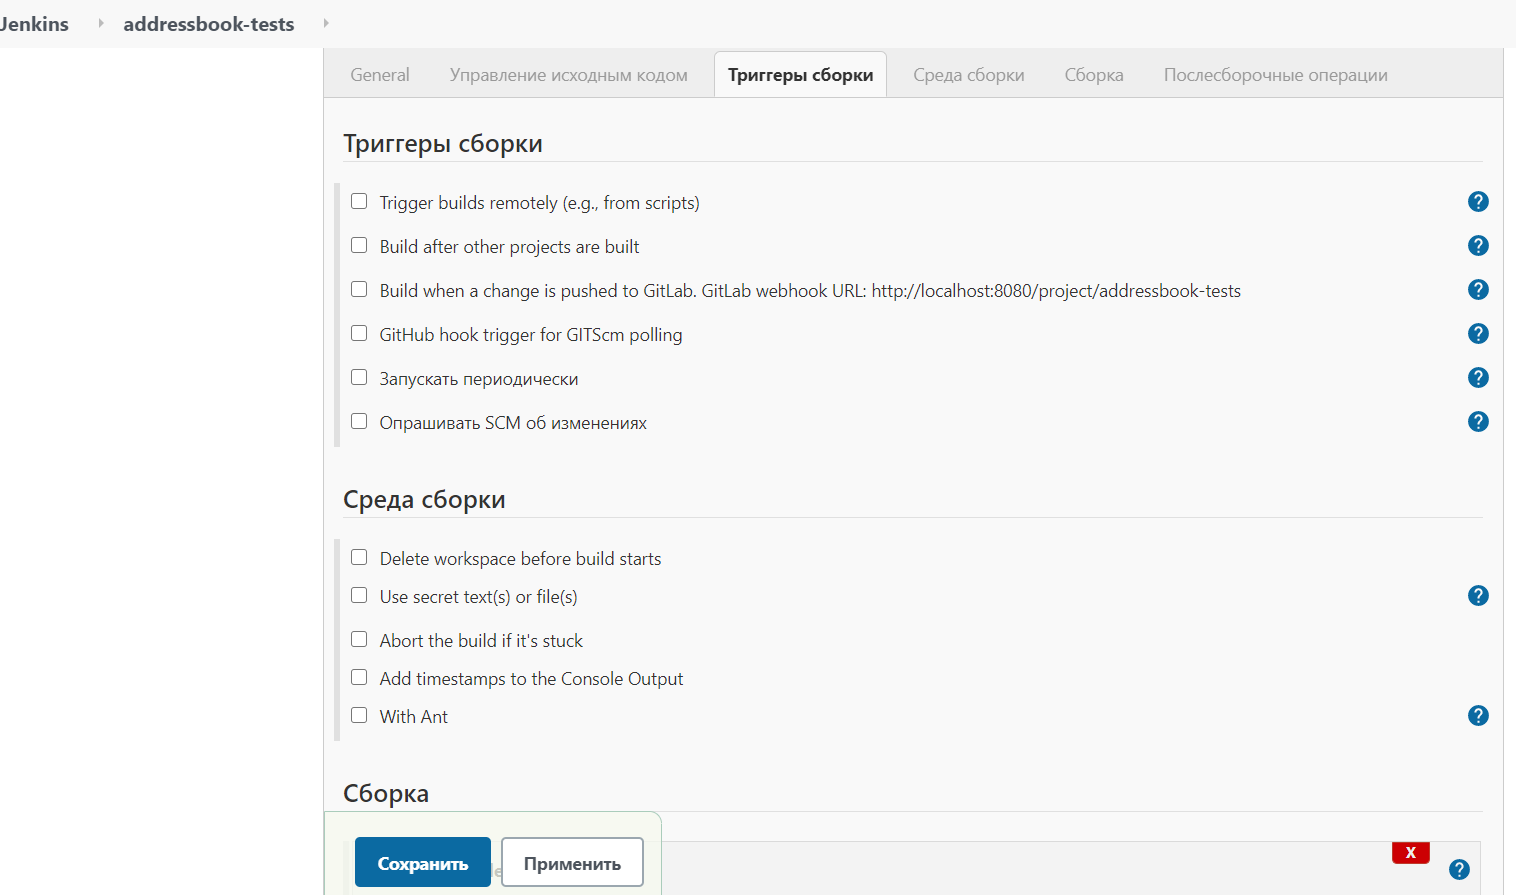 Jenkins addressbook-tests
General Управление исходным кодом Триггеры сборки Среда сборки Сборка Послесборочные операции
Триггеры сборки
Trigger builds remotely (e.g., from scripts) ?
Build after other projects are built ?
Build when a change is pushed to GitLab. GitLab webhook URL: http://localhost:8080/project/addressbook-tests ?
GitHub hook trigger for GITScm polling ?
Запускать периодически ?
Опрашивать SCM об изменениях ?
Среда сборки
Delete workspace before build starts
Use secret text(s) or file(s) ?
Abort the build if it's stuck
Add timestamps to the Console Output
With Ant ?
Сборка
X
Сохранить Применить ?